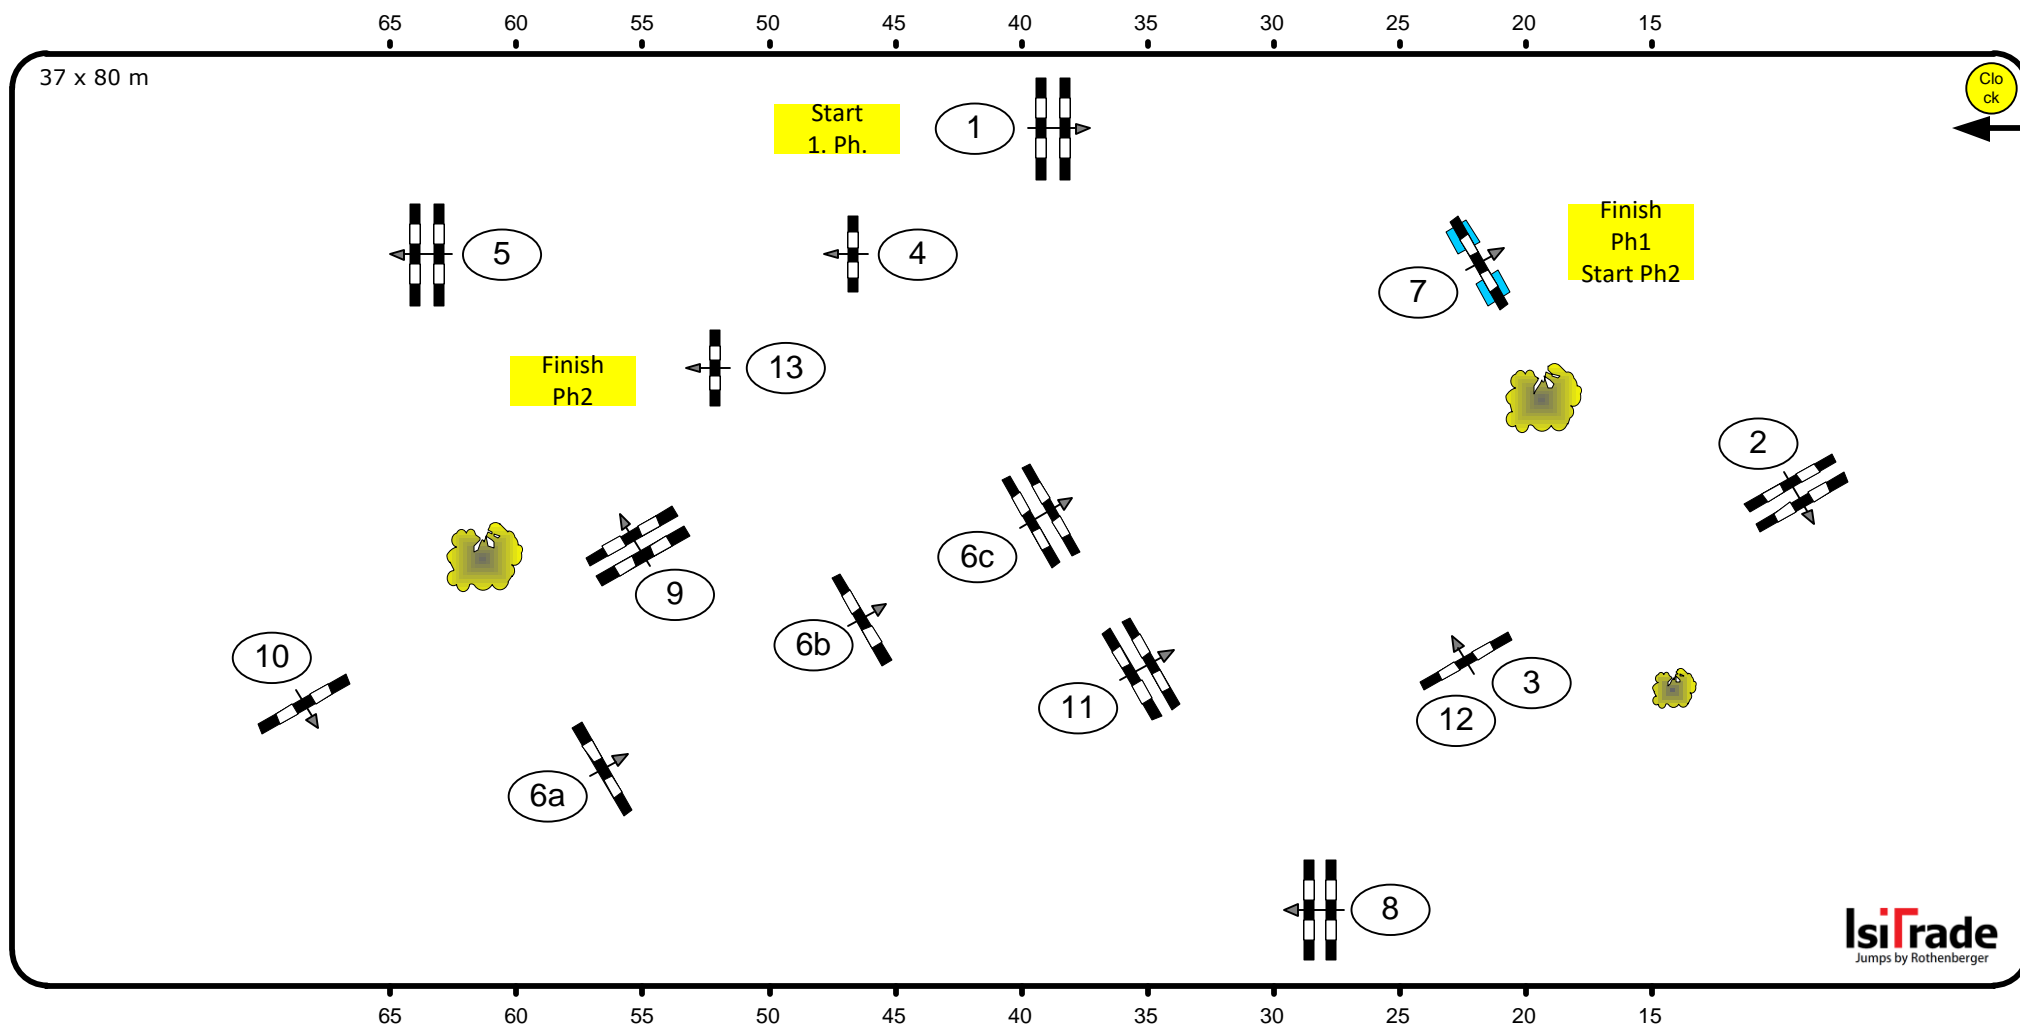 65 60 55 50 45 40 35 30 25 20 15
37 x 80 m
Clo
ck
Start
1. Ph.
1
5
4
7
Finish
Ph1
Start Ph2
Finish
Ph2
13
2
9
6c
6b
10
11
3
12
6a
8
IsiTrade
Jumps by Rothenberger
65 60 55 50 45 40 35 30 25 20 15